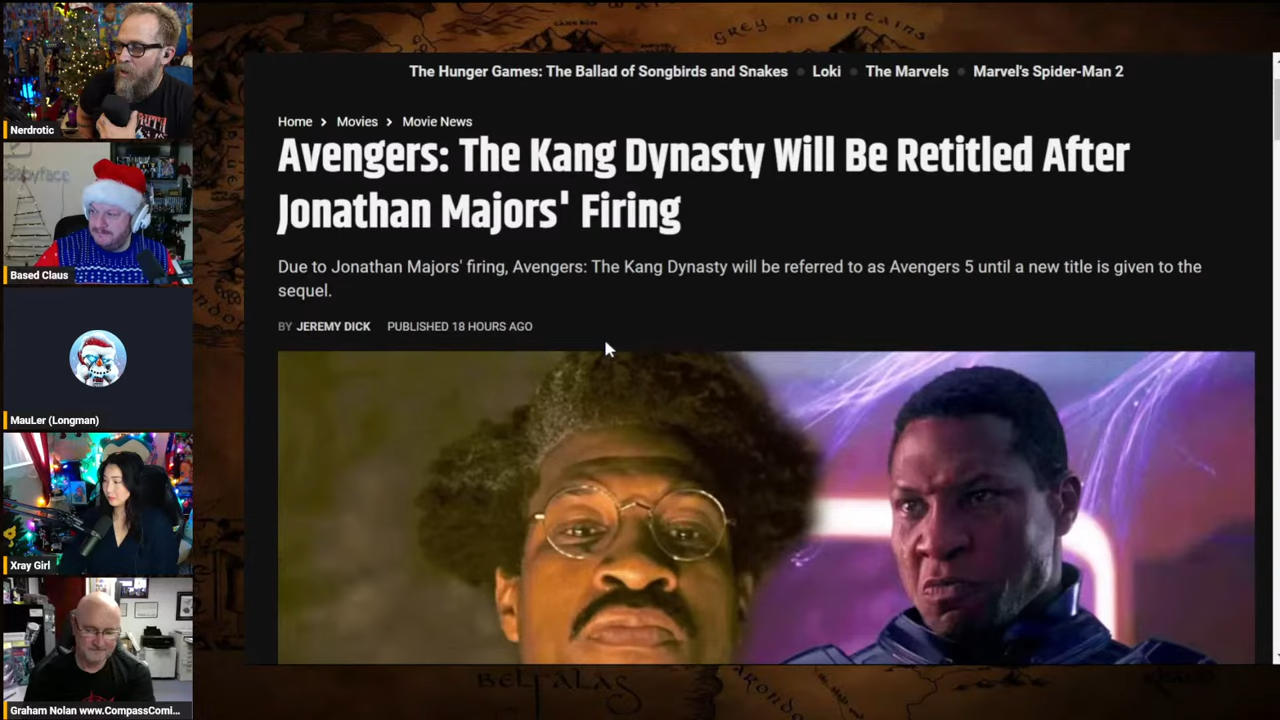 GREY MOUNTAINS
The Hunger Games: The Ballad of Songbirds and Snakes
Loki
The Marvels
Marvel's Spider-Man 2
Home > Movies > Movie News
Avengers: The Kang Dynasty Will Be Retitled After
Jonathan Majors' Firing
Due to Jonathan Majors' firing, Avengers: The Kang Dynasty will be referred to as Avengers 5 until a new title is given to the
sequel.
BY JEREMY DICK PUBLISHED 18 HOURS AGO
Nerdrotic
Based Claus
MauLer (Longman)
Xray Girl
Graham Nolan www.CompassComi...
BELFALAS